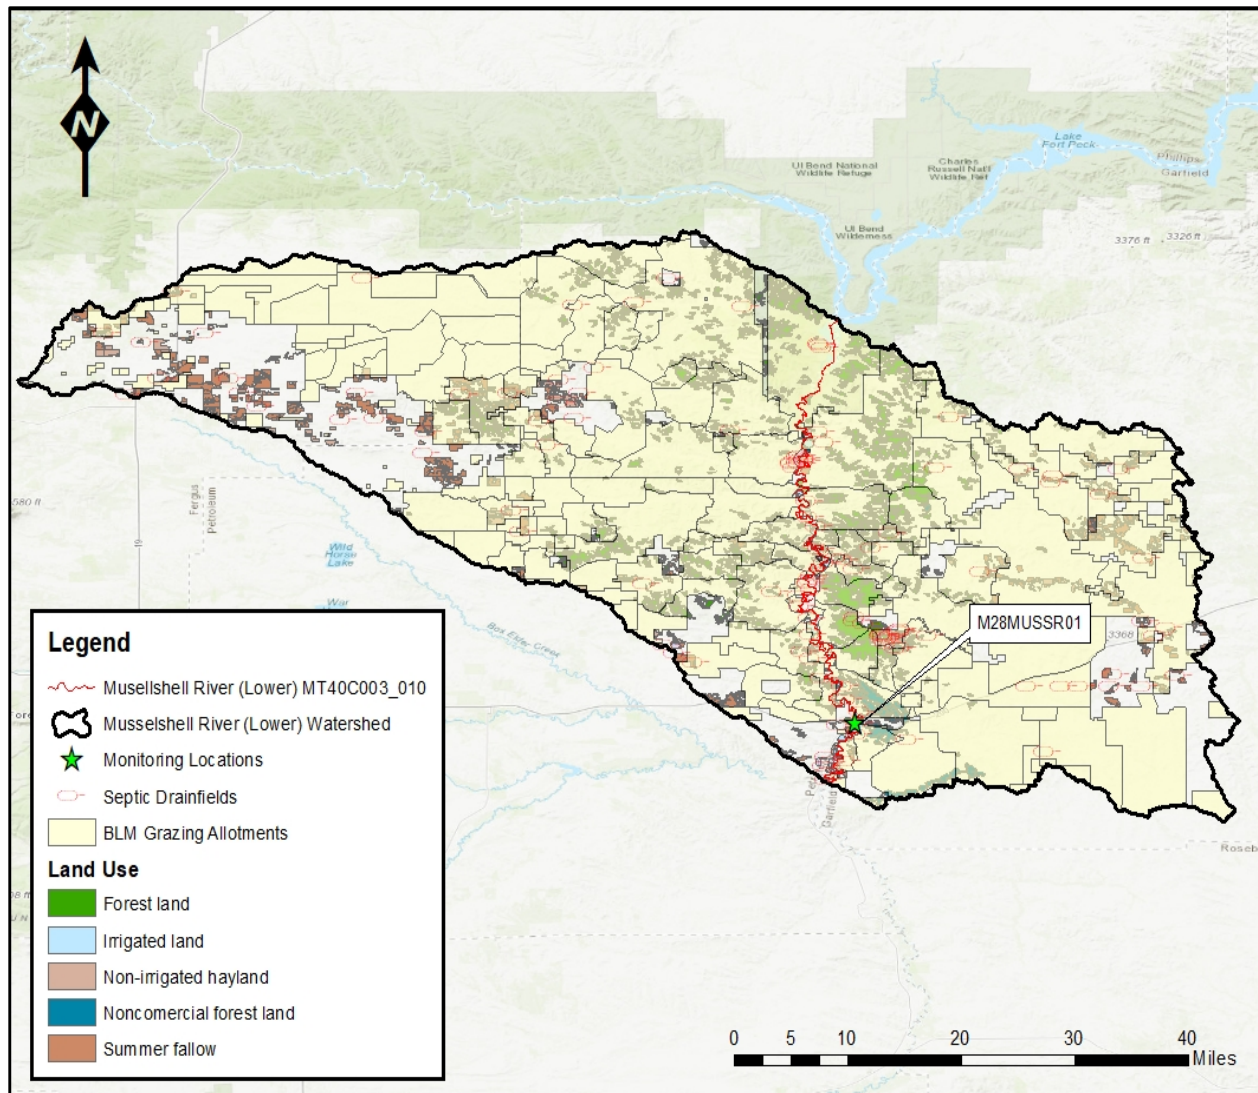 N
Lake
Fort Peck
Phillips
Garfield
Ul Bend National
Wildlife Refuge
Charles
Russell Nat'l
Wildlife Ref
Ul Bend
Wilderness
3376 ft
3326 ft
580 ft
Fergus
Petroleum
19
Wild
Horse
Lake
War
Box Elder Creek
3368
M28MUSSR01
Garfield
Roseb
Legend
Musellshell River (Lower) MT40C003_010
Musselshell River (Lower) Watershed
Monitoring Locations
Septic Drainfields
BLM Grazing Allotments
Land Use
Forest land
Irrigated land
Non-irrigated hayland
Noncomercial forest land
Summer fallow
0 5 10 20 30 40
Miles